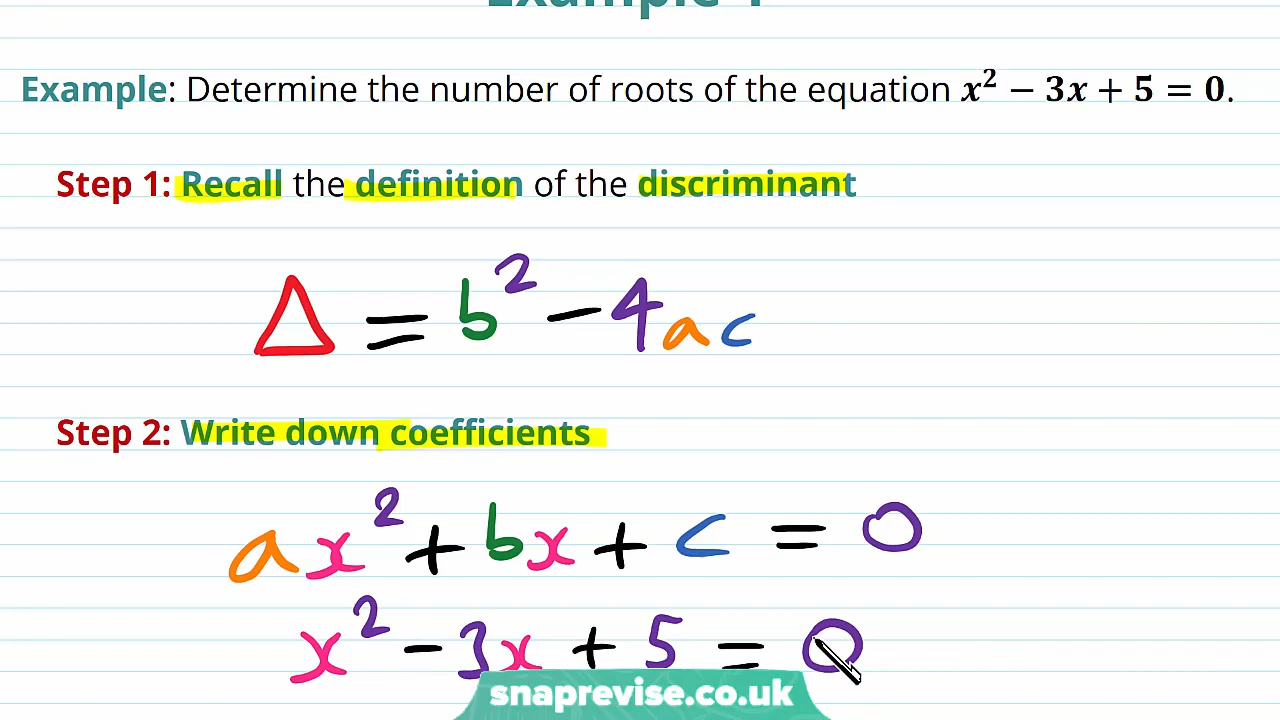 Example 1
Example: Determine the number of roots of the equation x² − 3x + 5 = 0.
Step 1: Recall the definition of the discriminant
Δ = b² − 4ac
Step 2: Write down coefficients
ax² + bx + c = 0
x² − 3x + 5 = 0
snaprevise.co.uk